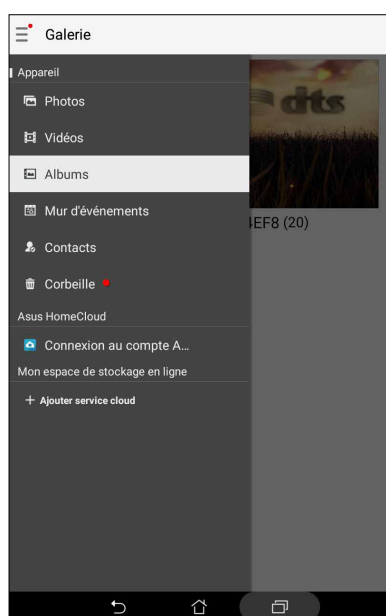 Galerie
Appareil
Photos
Vidéos
dts
Albums
Mur d'événements
4EF8 (20)
Contacts
Corbeille
Asus HomeCloud
Connexion au compte A...
Mon espace de stockage en ligne
+ Ajouter service cloud